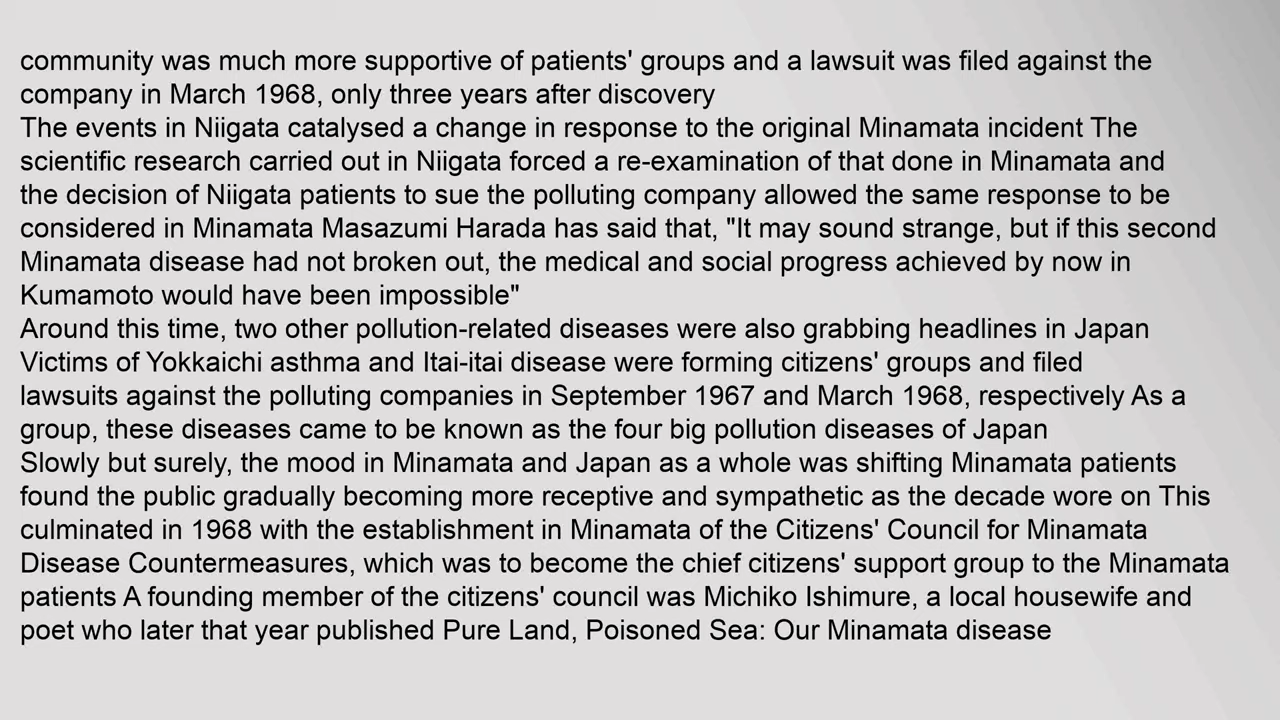 community was much more supportive of patients' groups and a lawsuit was filed against the
company in March 1968, only three years after discovery
The events in Niigata catalysed a change in response to the original Minamata incident The
scientific research carried out in Niigata forced a re-examination of that done in Minamata and
the decision of Niigata patients to sue the polluting company allowed the same response to be
considered in Minamata Masazumi Harada has said that, "It may sound strange, but if this second
Minamata disease had not broken out, the medical and social progress achieved by now in
Kumamoto would have been impossible"
Around this time, two other pollution-related diseases were also grabbing headlines in Japan
Victims of Yokkaichi asthma and Itai-itai disease were forming citizens' groups and filed
lawsuits against the polluting companies in September 1967 and March 1968, respectively As a
group, these diseases came to be known as the four big pollution diseases of Japan
Slowly but surely, the mood in Minamata and Japan as a whole was shifting Minamata patients
found the public gradually becoming more receptive and sympathetic as the decade wore on This
culminated in 1968 with the establishment in Minamata of the Citizens' Council for Minamata
Disease Countermeasures, which was to become the chief citizens' support group to the Minamata
patients A founding member of the citizens' council was Michiko Ishimure, a local housewife and
poet who later that year published Pure Land, Poisoned Sea: Our Minamata disease